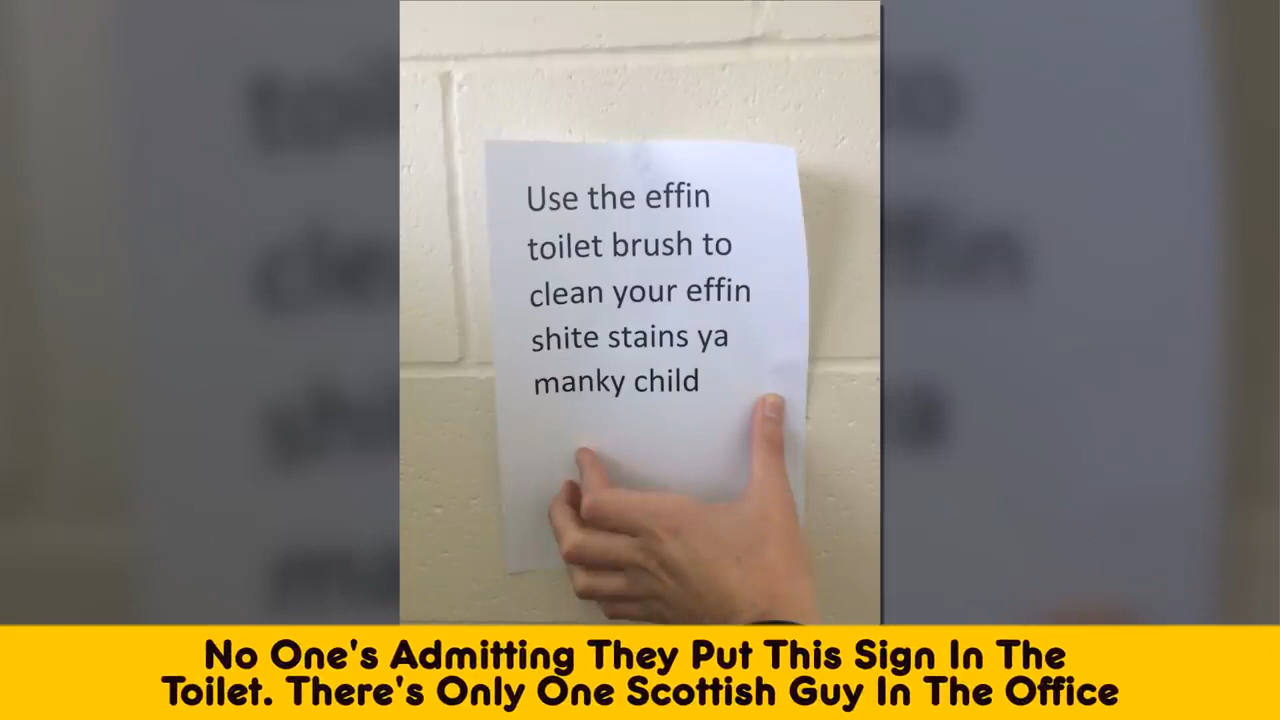 Use the effin
toilet brush to
clean your effin
shite stains ya
manky child
No One's Admitting They Put This Sign In The
Toilet. There's Only One Scottish Guy In The Office